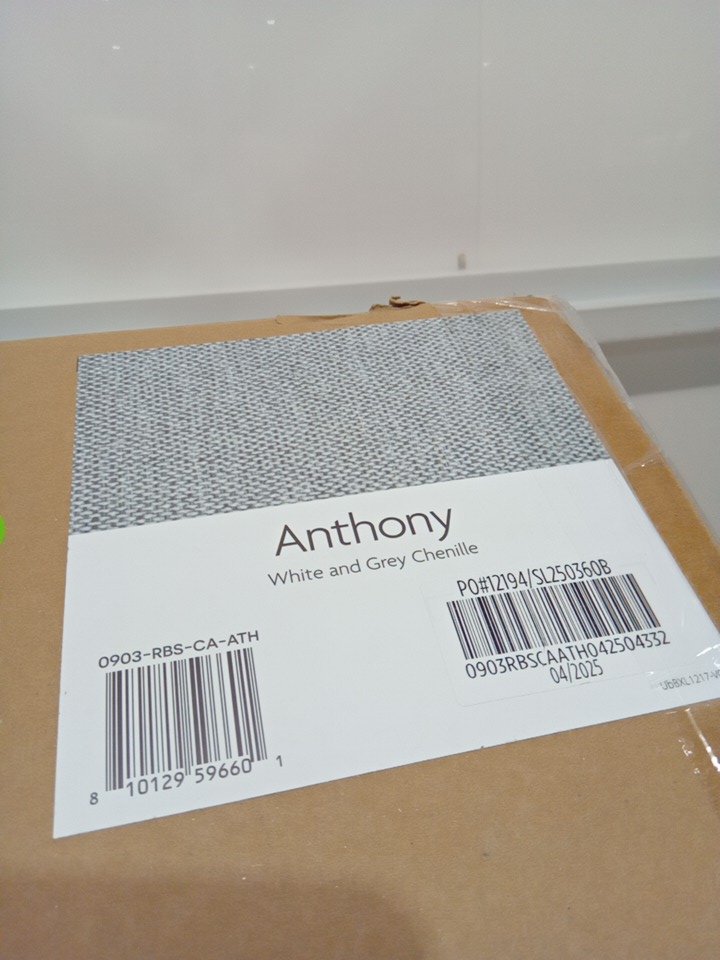 Anthony
White and Grey Chenille
PO#12194/SL250360B
0903RBSCAATH042504332
04/2025
0903-RBS-CA-ATH
8 10129 59660 1